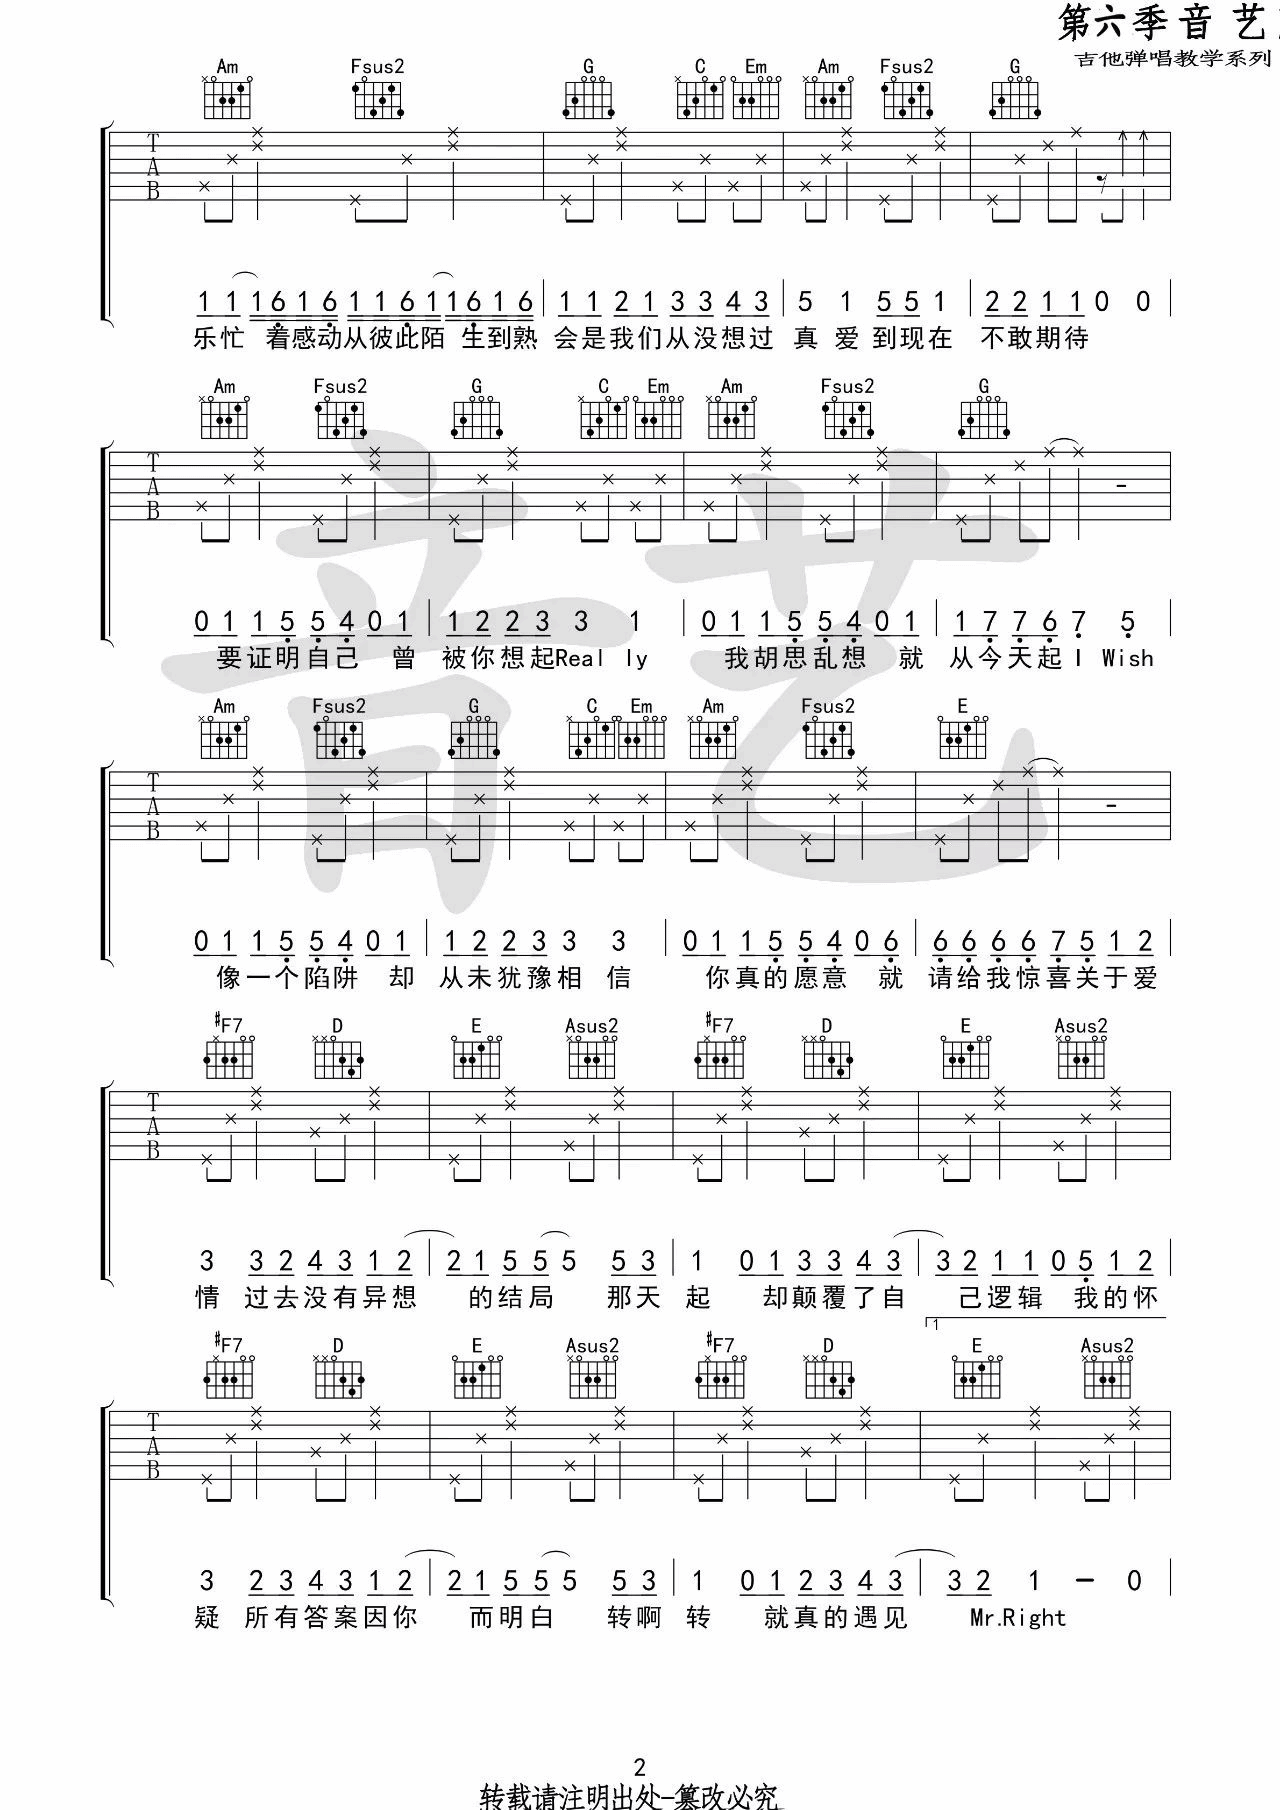 第六季音 艺
吉他弹唱教学系列
Am Fsus2 G C Em Am Fsus2 G
T
A
B
1 1 1 6 1 6 1 1 6 1 1 6 1 6 1 1 2 1 3 3 4 3 5 1 5 5 1 2 2 1 1 0 0
乐忙 着感动从彼此陌 生到熟 会是我们从没想过 真 爱 到现在 不敢期待
Am Fsus2 G C Em Am Fsus2 G
T
A
B
0 1 1 5 5 4 0 1 1 2 2 3 3 1 0 1 1 5 5 4 0 1 1 7 7 6 7 5
要证明自己 曾 被你想起Really 我胡思乱想 就 从今天起I Wish
Am Fsus2 G C Em Am Fsus2 E
T
A
B
0 1 1 5 5 4 0 1 1 2 2 3 3 3 0 1 1 5 5 4 0 6 6 6 6 6 7 5 1 2
像一个陷阱 却 从未犹豫相 信 你真的愿意 就 请给我惊喜关于爱
#F7 D E Asus2 #F7 D E Asus2
T
A
B
3 3 2 4 3 1 2 2 1 5 5 5 5 3 1 0 1 3 3 4 3 3 2 1 1 0 5 1 2
情 过去没有异想 的结局 那天 起 却颠覆了自 己逻辑 我的怀
1
#F7 D E Asus2 #F7 D E Asus2
T
A
B
3 2 3 4 3 1 2 2 1 5 5 5 5 3 1 0 1 2 3 4 3 3 2 1 – 0
疑 所有答案因你 而明白 转啊 转 就真的遇见 Mr.Right
2
转载请注明出处-篡改必究
音艺